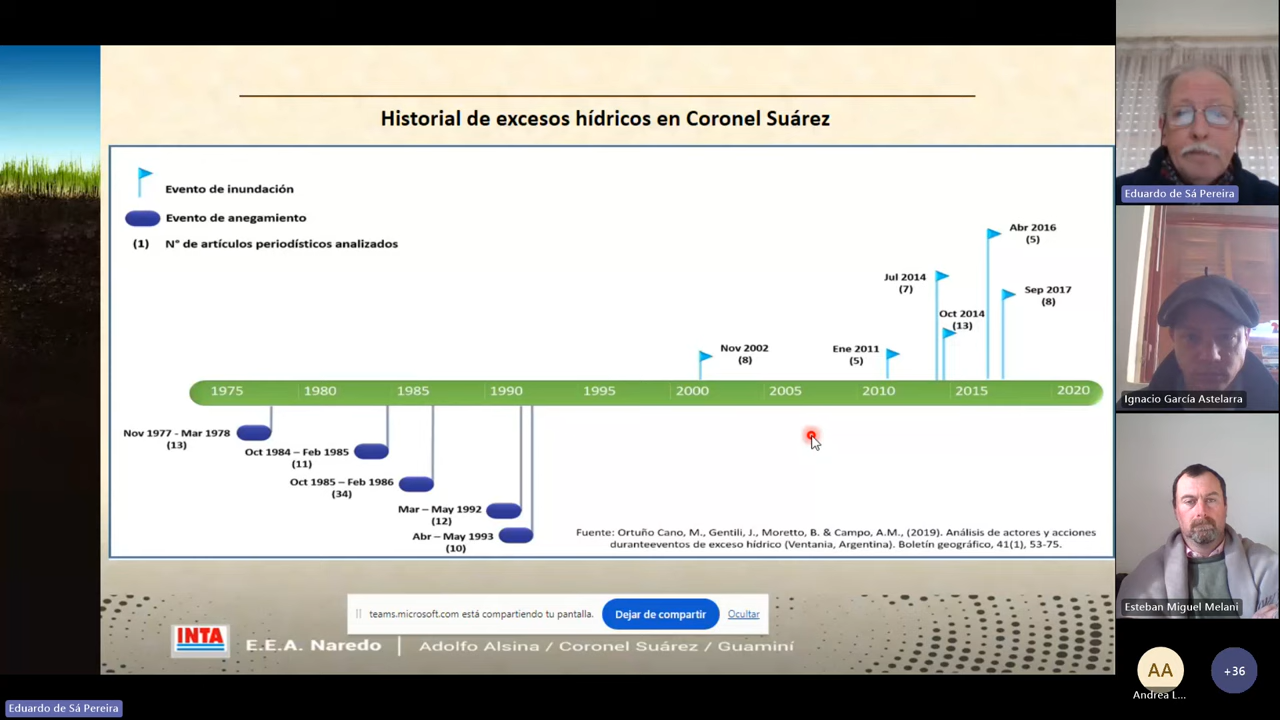 Historial de excesos hídricos en Coronel Suárez
Evento de inundación
Evento de anegamiento
(1) N° de artículos periodísticos analizados
Abr 2016
(5)
Jul 2014
(7)
Sep 2017
(8)
Oct 2014
(13)
Nov 2002
(8)
Ene 2011
(5)
1975 1980 1985 1990 1995 2000 2005 2010 2015 2020
Nov 1977 - Mar 1978
(13)
Oct 1984 – Feb 1985
(11)
Oct 1985 – Feb 1986
(34)
Mar – May 1992
(12)
Abr – May 1993
(10)
Fuente: Ortuño Cano, M., Gentili, J., Moretto, B. & Campo, A.M., (2019). Análisis de actores y acciones
duranteeventos de exceso hídrico (Ventania, Argentina). Boletín geográfico, 41(1), 53-75.
teams.microsoft.com está compartiendo tu pantalla.
Dejar de compartir
Ocultar
INTA
E.E.A. Naredo | Adolfo Alsina / Coronel Suárez / Guaminí
Eduardo de Sá Pereira
Eduardo de Sá Pereira
Ignacio García Astelarra
Esteban Miguel Melani
AA
Andrea L...
+36